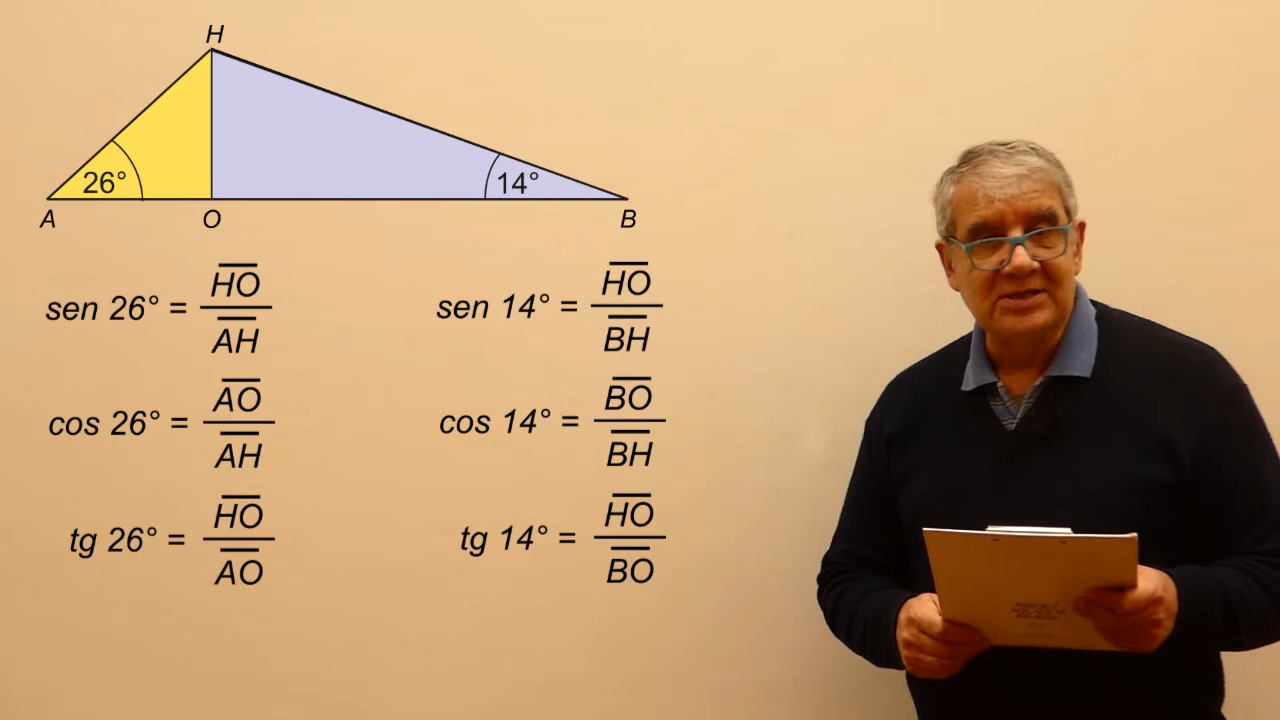 H
26°
14°
A
O
B
sen 26° = HO / AH
sen 14° = HO / BH
cos 26° = AO / AH
cos 14° = BO / BH
tg 26° = HO / AO
tg 14° = HO / BO